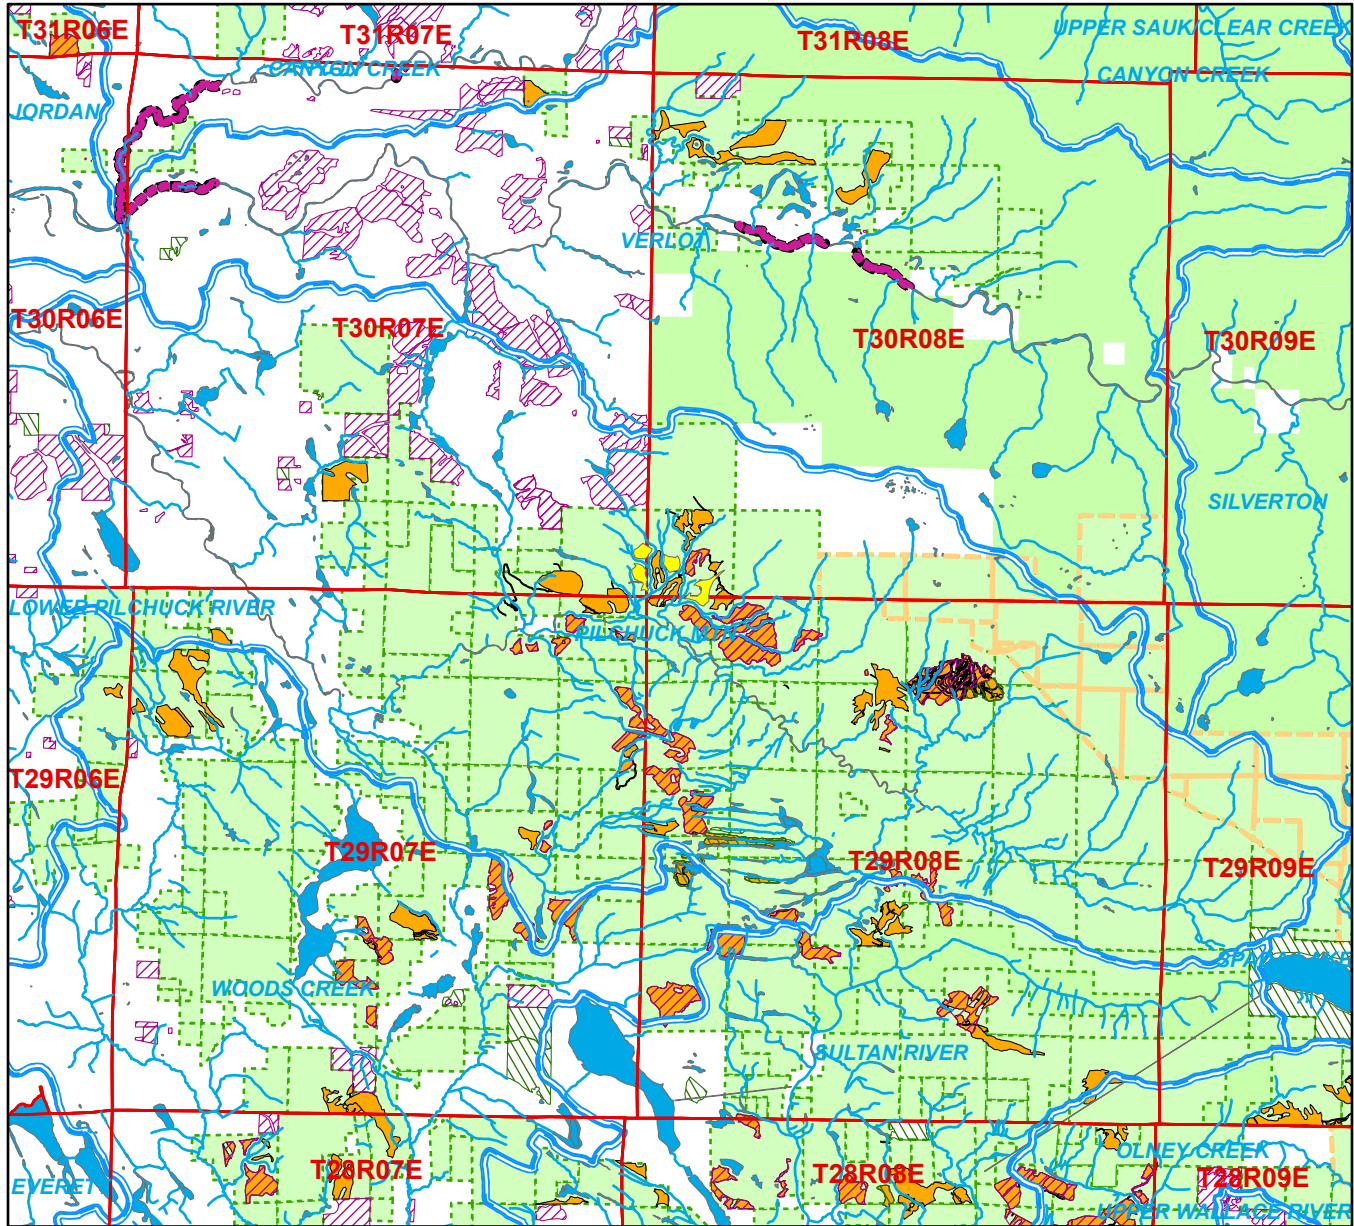 T31R06E
T31R07E
T31R08E
UPPER SAUK/CLEAR CREEK
CANYON CREEK
CANYON CREEK
JORDAN
VERLOT
T30R06E
T30R07E
T30R08E
T30R09E
SILVERTON
LOWER PILCHUCK RIVER
PILCHUCK MTN
T29R06E
T29R07E
T29R08E
T29R09E
WOODS CREEK
SULTAN RIVER
OLNEY CREEK
T28R07E
T28R08E
T28R09E
EVERET
UPPER WALLACE RIVER